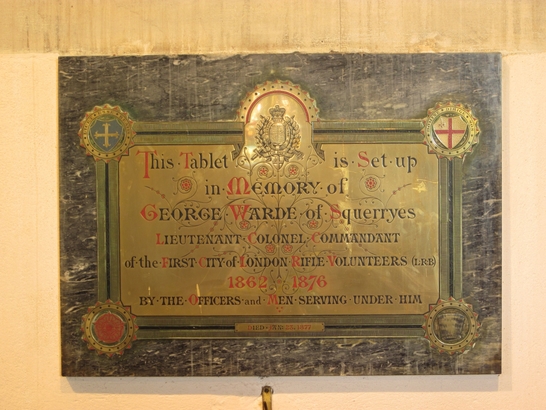 This Tablet is Set up
in Memory of
George Warde of Squerryes
Lieutenant Colonel Commandant
of the First City of London Rifle Volunteers (L.R.B)
1862 1876
by the Officers and Men serving under him